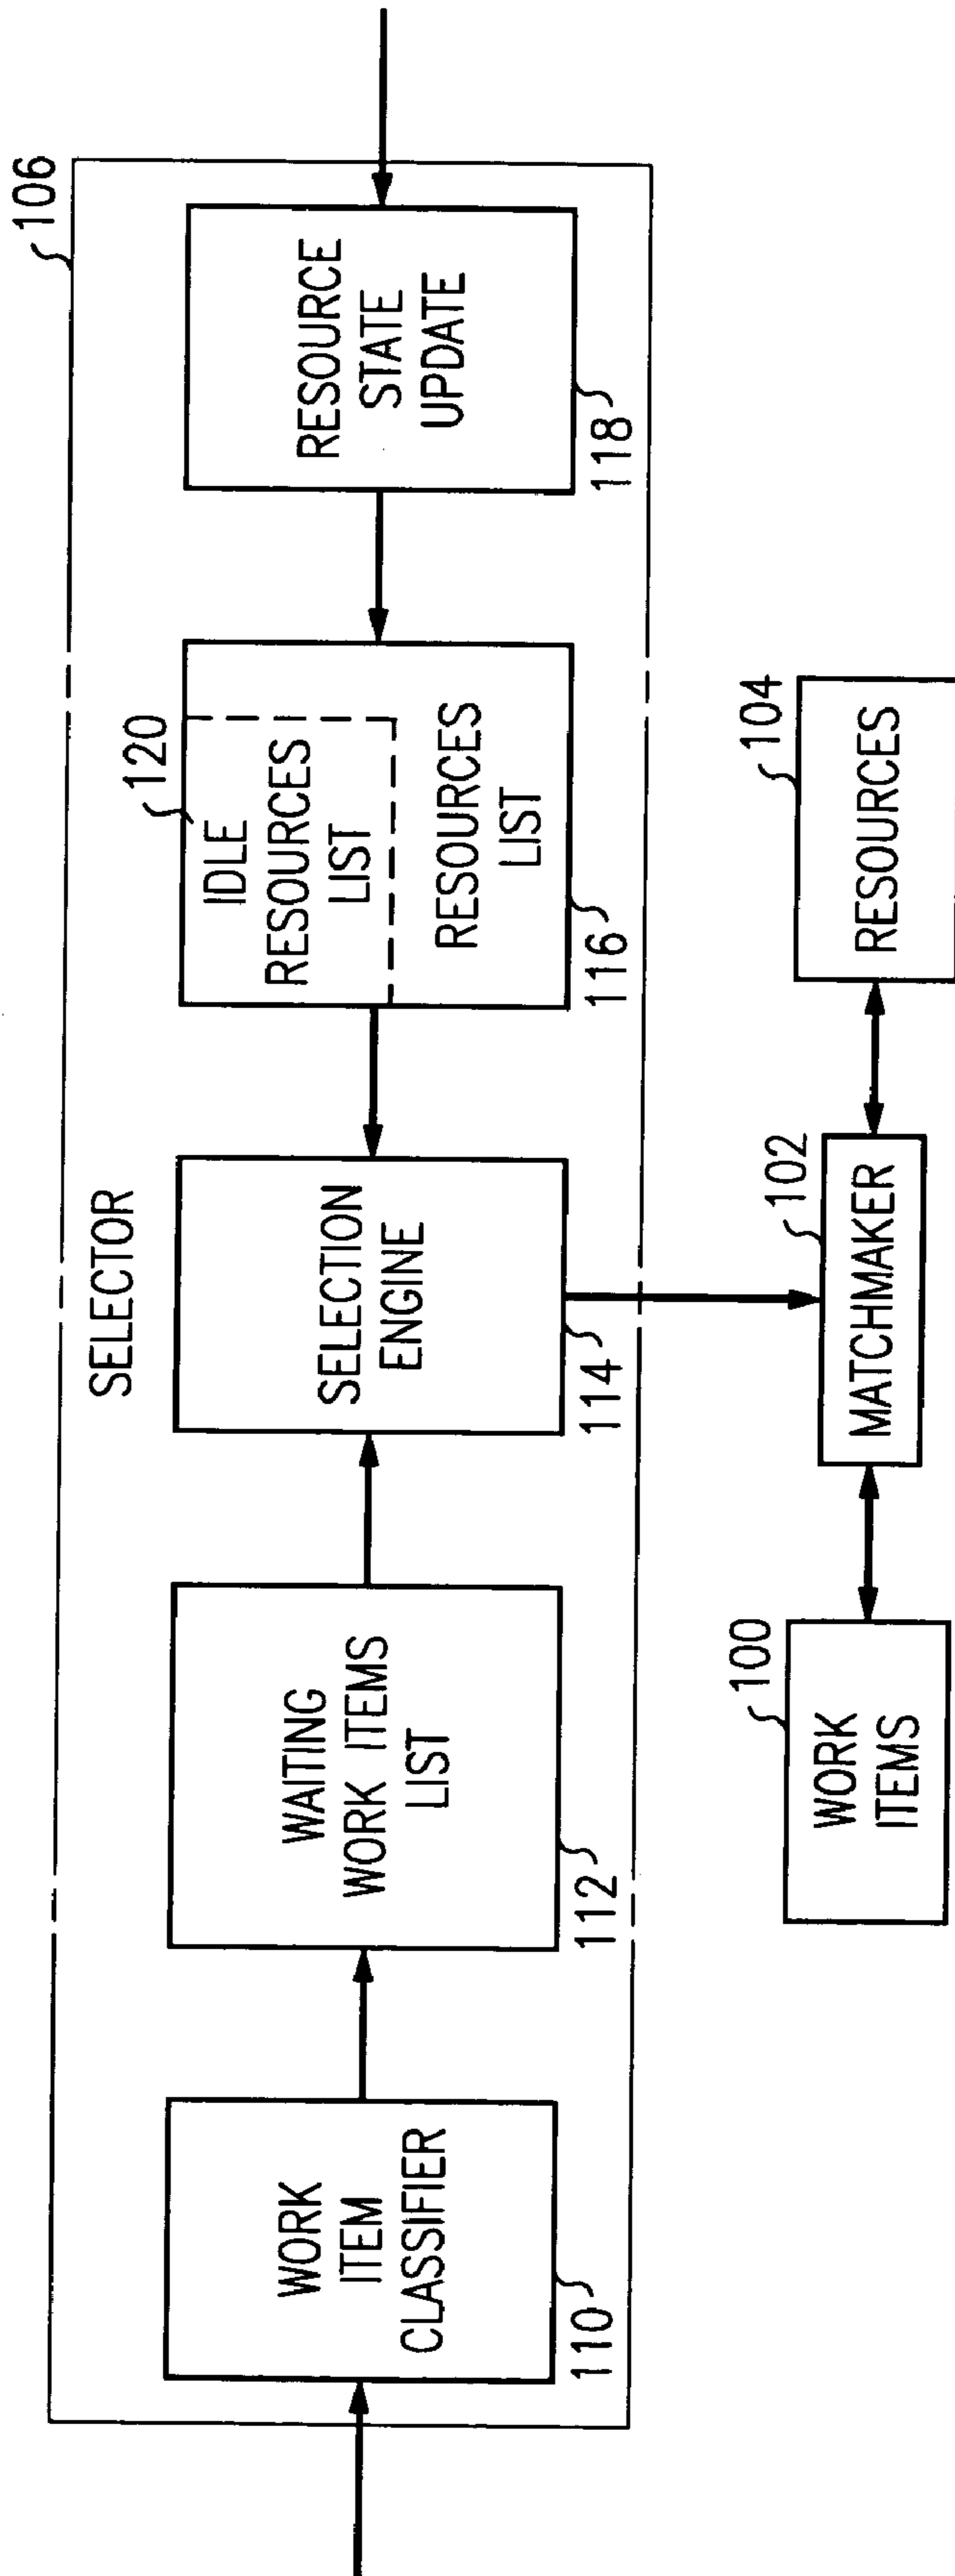 SELECTOR
106
WORK
ITEM
CLASSIFIER
110
WAITING
WORK ITEMS
LIST
112
SELECTION
ENGINE
114
120
IDLE
RESOURCES
LIST
RESOURCES
LIST
116
RESOURCE
STATE
UPDATE
118
100
WORK
ITEMS
102
MATCHMAKER
104
RESOURCES